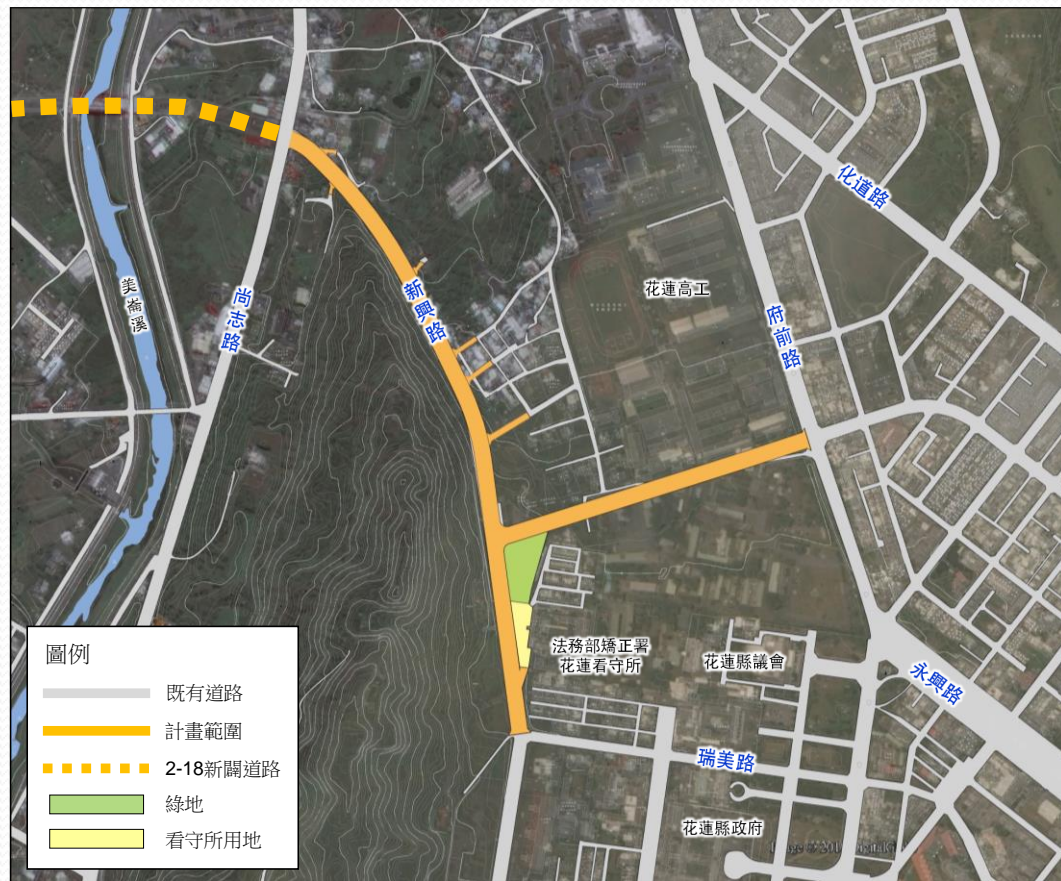 化道路
美崙溪
尚志路
新興路
花蓮高工
府前路
法務部矯正署
花蓮看守所
花蓮縣議會
永興路
瑞美路
花蓮縣政府
圖例
既有道路
計畫範圍
2-18新闢道路
綠地
看守所用地